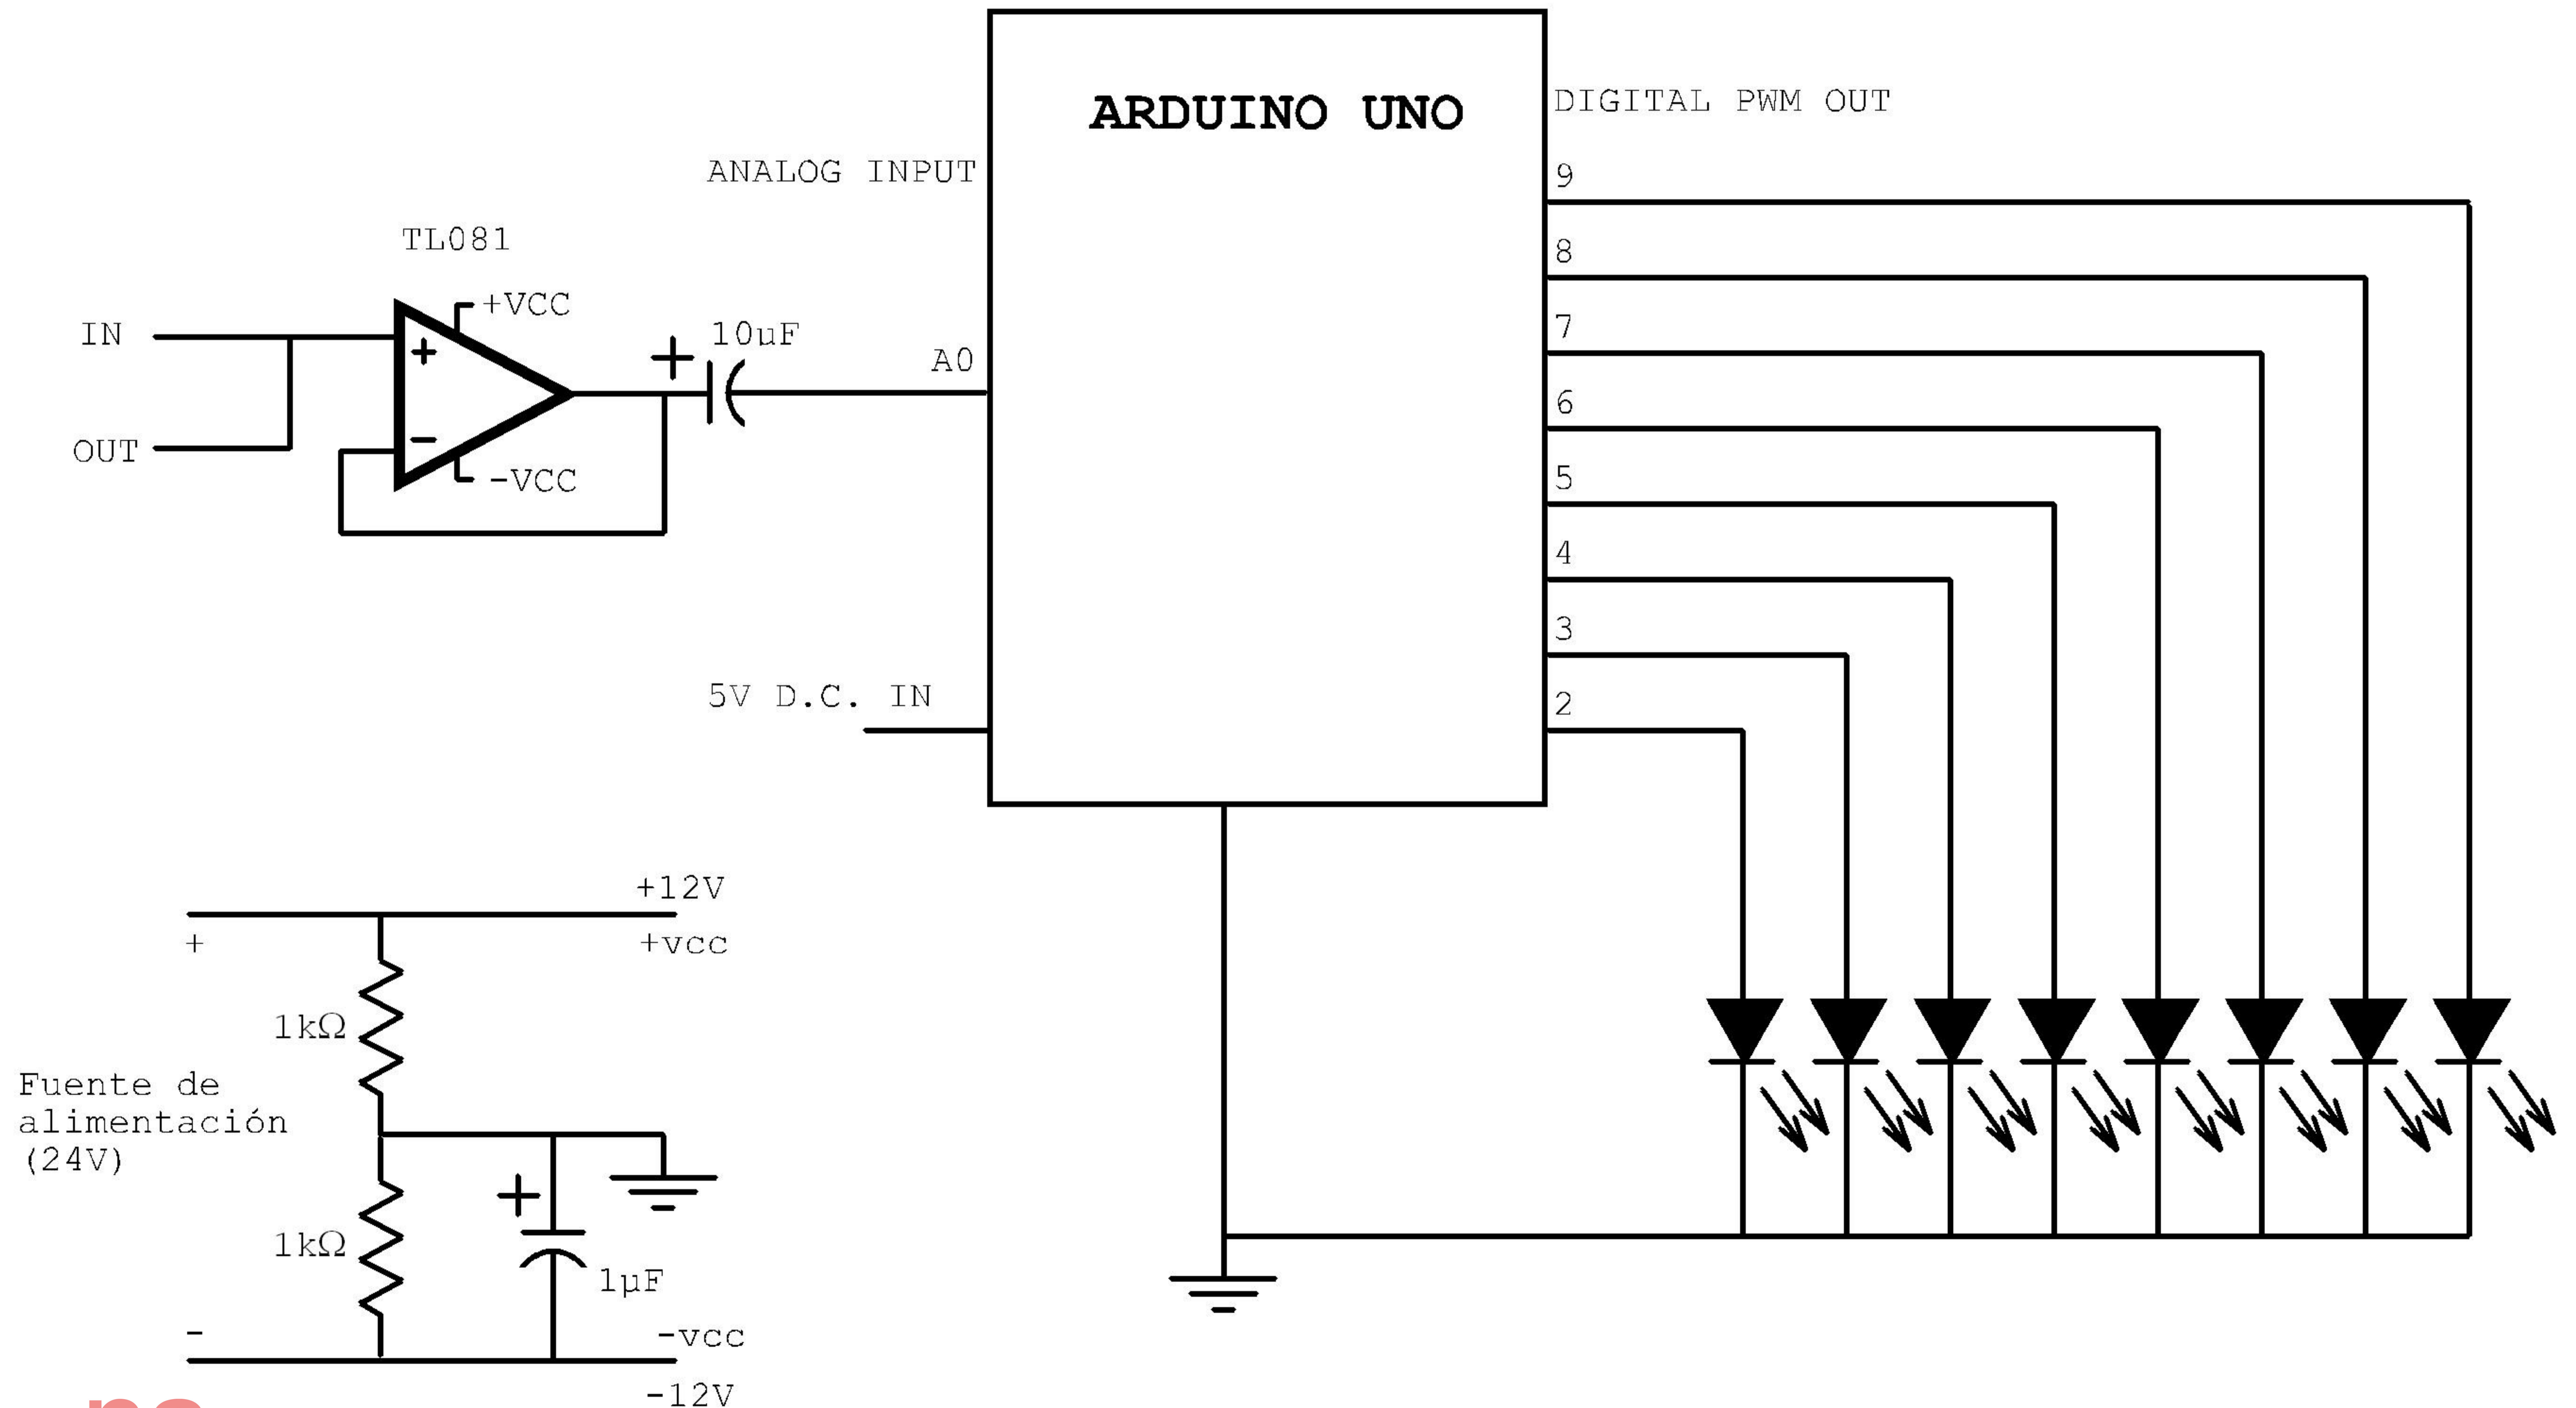 ARDUINO UNO
DIGITAL PWM OUT
ANALOG INPUT
9
8
7
6
5
4
3
2
TL081
+VCC
IN
+
OUT
-
-VCC
+
10uF
A0
5V D.C. IN
+12V
+
+vcc
1kΩ
Fuente de
alimentación
(24V)
+
1kΩ
1µF
-
-vcc
-12V